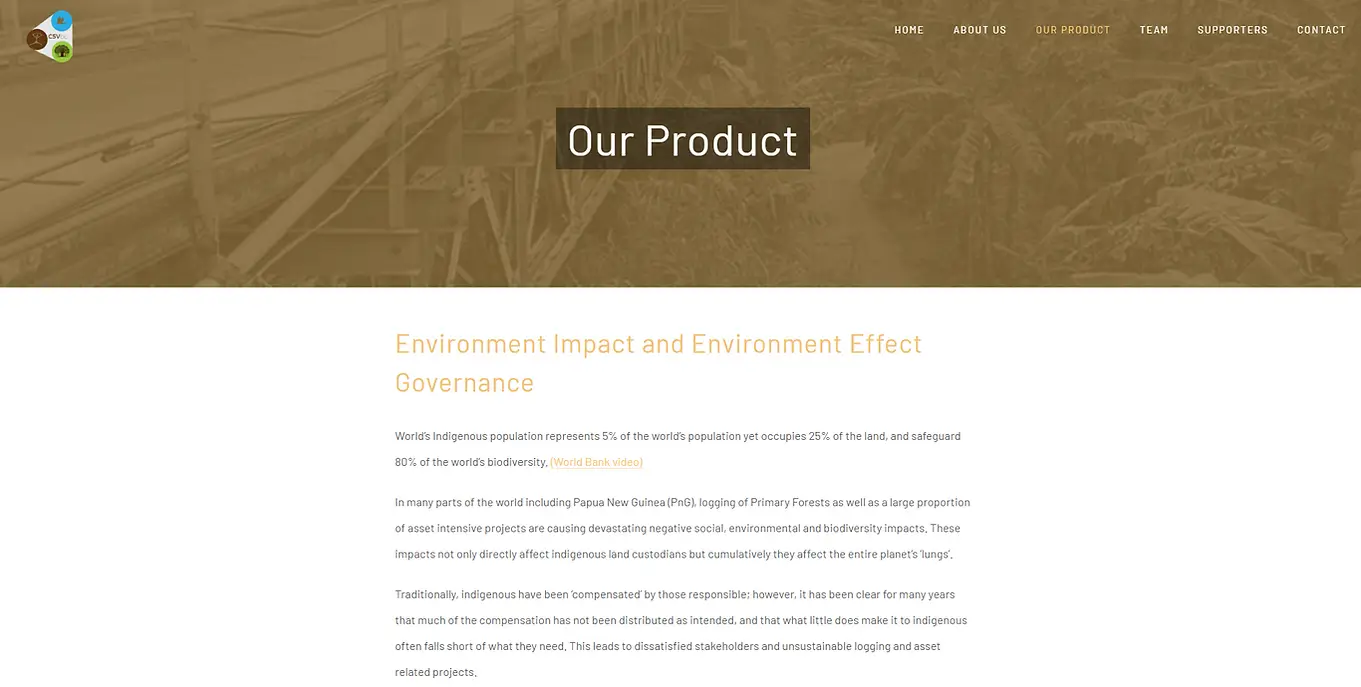 CSV
HOME
ABOUT US
OUR PRODUCT
TEAM
SUPPORTERS
CONTACT
Our Product
Environment Impact and Environment Effect
Governance
World's Indigenous population represents 5% of the world's population yet occupies 25% of the land, and safeguard
80% of the world's biodiversity. (World Bank video)
In many parts of the world including Papua New Guinea (PnG), logging of Primary Forests as well as a large proportion
of asset intensive projects are causing devastating negative social, environmental and biodiversity impacts. These
impacts not only directly affect indigenous land custodians but cumulatively they affect the entire planet's 'lungs'.
Traditionally, indigenous have been 'compensated' by those responsible; however, it has been clear for many years
that much of the compensation has not been distributed as intended, and that what little does make it to indigenous
often falls short of what they need. This leads to dissatisfied stakeholders and unsustainable logging and asset
related projects.